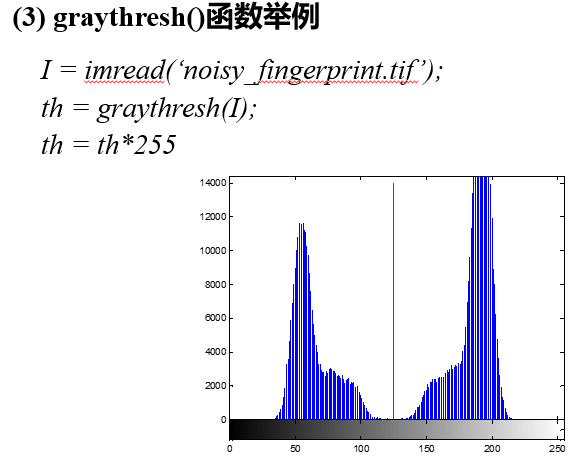 (3) graythresh()函数举例
I = imread(‘noisy_fingerprint.tif’);
th = graythresh(I);
th = th*255
14000
12000
10000
8000
6000
4000
2000
0
0 50 100 150 200 250